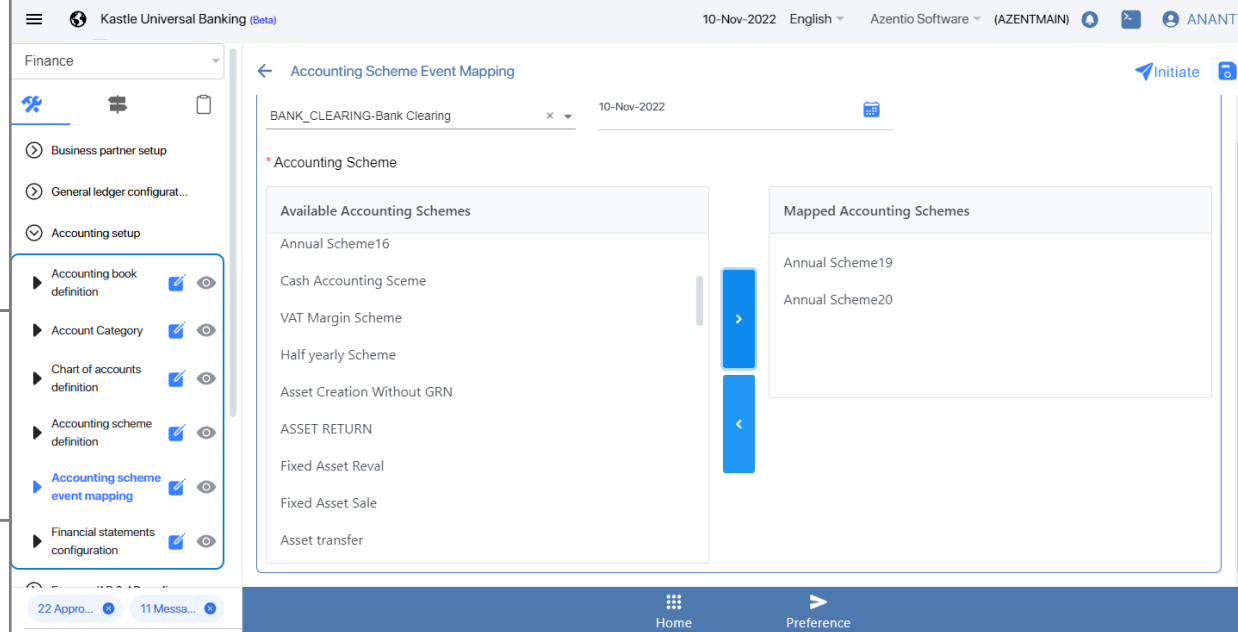 Kastle Universal Banking (Beta)
10-Nov-2022 English Azentio Software (AZENTMAIN) ANANT
Finance
Accounting Scheme Event Mapping
Initiate
BANK_CLEARING-Bank Clearing
10-Nov-2022
* Accounting Scheme
Business partner setup
General ledger configurat...
Accounting setup
Accounting book
definition
Account Category
Chart of accounts
definition
Accounting scheme
definition
Accounting scheme
event mapping
Financial statements
configuration
22 Appro...
11 Messa...
Available Accounting Schemes
Annual Scheme16
Cash Accounting Sceme
VAT Margin Scheme
Half yearly Scheme
Asset Creation Without GRN
ASSET RETURN
Fixed Asset Reval
Fixed Asset Sale
Asset transfer
Mapped Accounting Schemes
Annual Scheme19
Annual Scheme20
Home
Preference